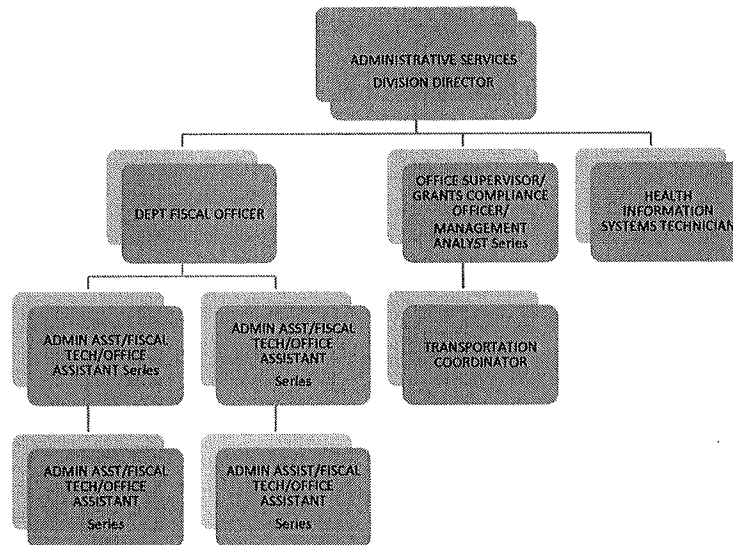 ADMINISTRATIVE SERVICES
DIVISION DIRECTOR
DEPT FISCAL OFFICER
OFFICE SUPERVISOR/
GRANTS COMPLIANCE
OFFICER/
MANAGEMENT
ANALYST Series
HEALTH
INFORMATION
SYSTEMS TECHNICIAN
ADMIN ASST/FISCAL
TECH/OFFICE
ASSISTANT Series
ADMIN ASST/FISCAL
TECH/OFFICE
ASSISTANT
Series
TRANSPORTATION
COORDINATOR
ADMIN ASST/FISCAL
TECH/OFFICE
ASSISTANT
Series
ADMIN ASSIST/FISCAL
TECH/OFFICE
ASSISTANT
Series